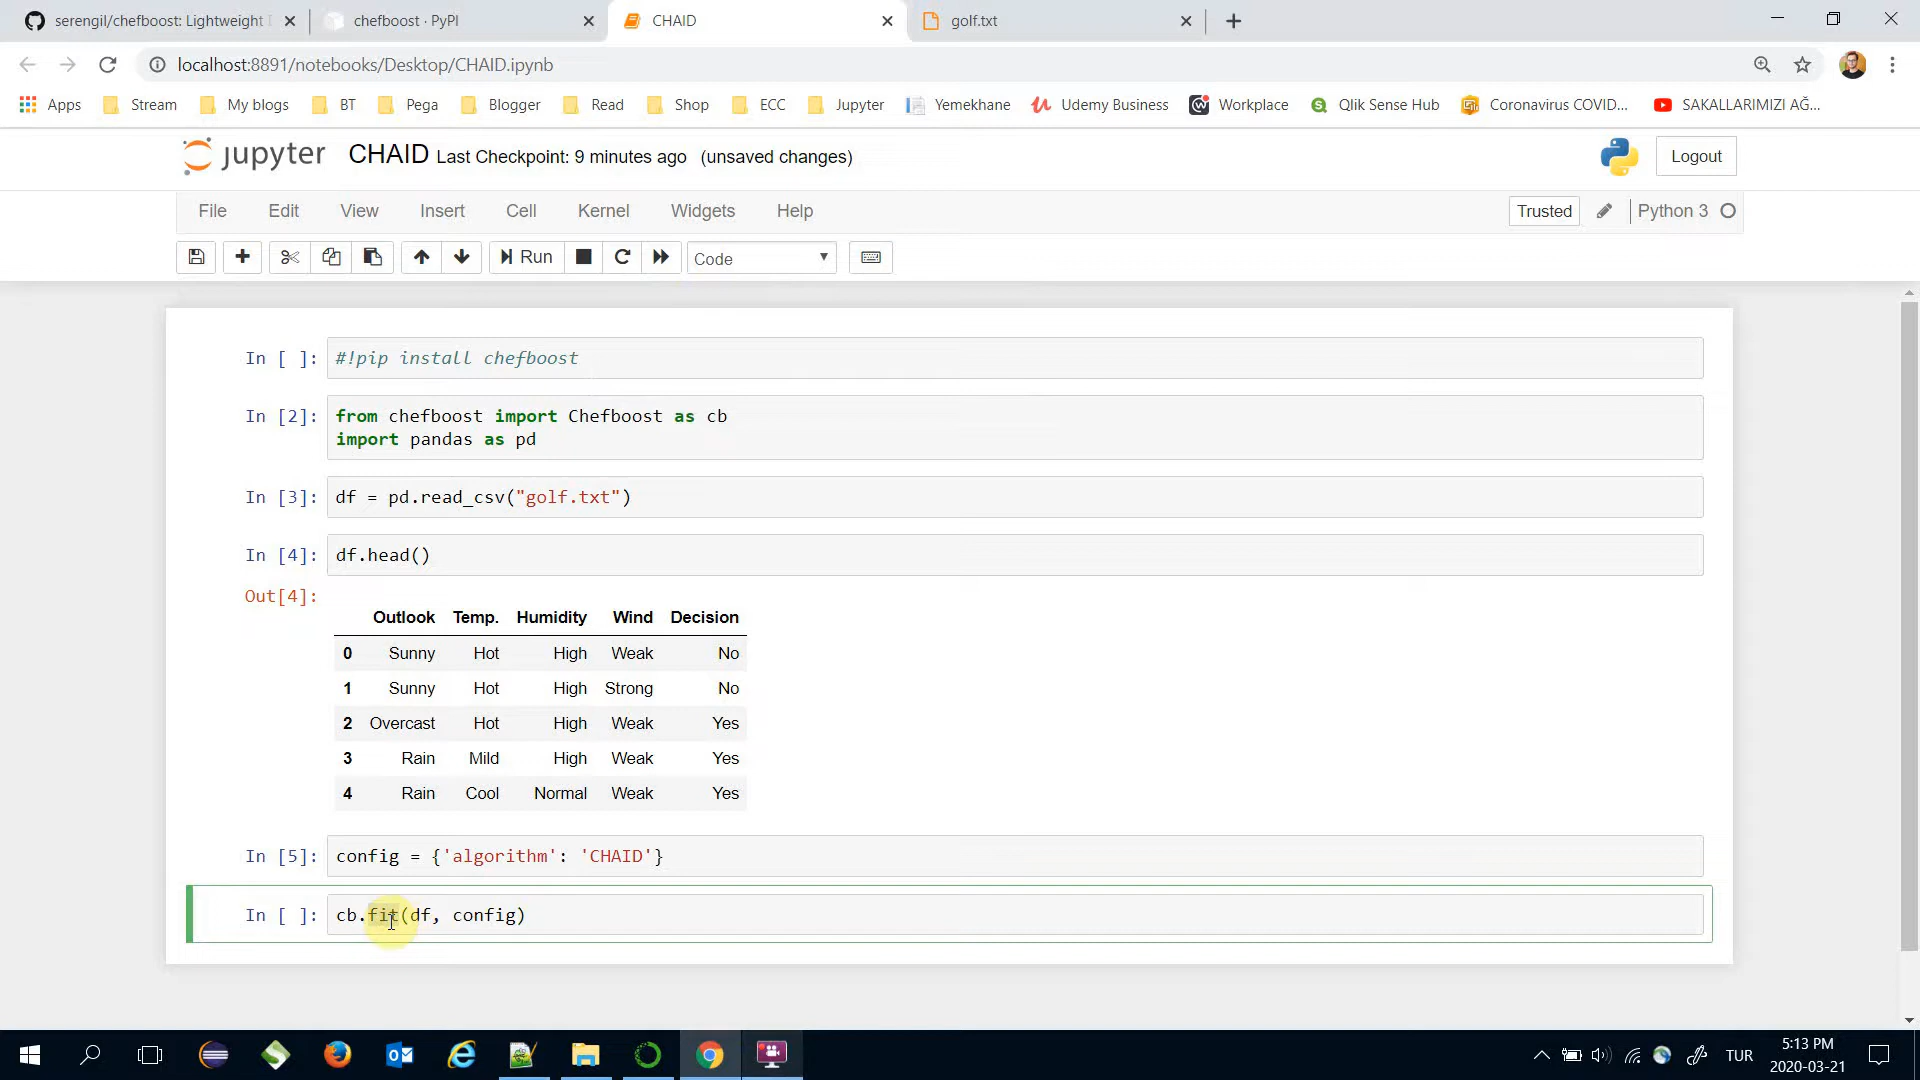 serengil/chefboost: Lightweight
chefboost · PyPI
CHAID
golf.txt
localhost:8891/notebooks/Desktop/CHAID.ipynb
Apps Stream My blogs BT Pega Blogger Read Shop ECC Jupyter Yemekhane Udemy Business Workplace Qlik Sense Hub Coronavirus COVID... SAKALLARIMIZI AĞ...
jupyter CHAID Last Checkpoint: 9 minutes ago (unsaved changes) Logout
File Edit View Insert Cell Kernel Widgets Help Trusted Python 3
Run Code
In [ ]: #!pip install chefboost
In [2]: from chefboost import Chefboost as cb
import pandas as pd
In [3]: df = pd.read_csv("golf.txt")
In [4]: df.head()
Out[4]:
Outlook Temp. Humidity Wind Decision
0 Sunny Hot High Weak No
1 Sunny Hot High Strong No
2 Overcast Hot High Weak Yes
3 Rain Mild High Weak Yes
4 Rain Cool Normal Weak Yes
In [5]: config = {'algorithm': 'CHAID'}
In [ ]: cb.fit(df, config)
TUR
5:13 PM
2020-03-21